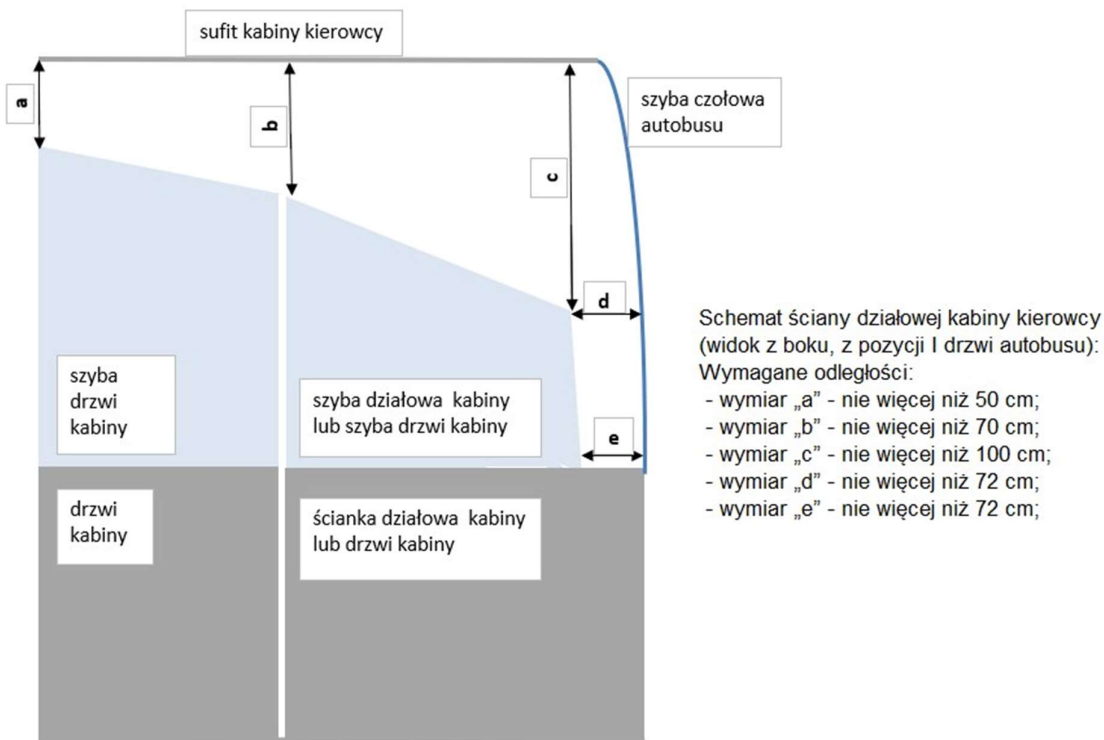 sufit kabiny kierowcy
a
b
c
szyba czołowa
autobusu
d
e
szyba
drzwi
kabiny
szyba działowa kabiny
lub szyba drzwi kabiny
drzwi
kabiny
ścianka działowa kabiny
lub drzwi kabiny
Schemat ściany działowej kabiny kierowcy
(widok z boku, z pozycji I drzwi autobusu):
Wymagane odległości:
- wymiar „a” - nie więcej niż 50 cm;
- wymiar „b” - nie więcej niż 70 cm;
- wymiar „c” - nie więcej niż 100 cm;
- wymiar „d” - nie więcej niż 72 cm;
- wymiar „e” - nie więcej niż 72 cm;